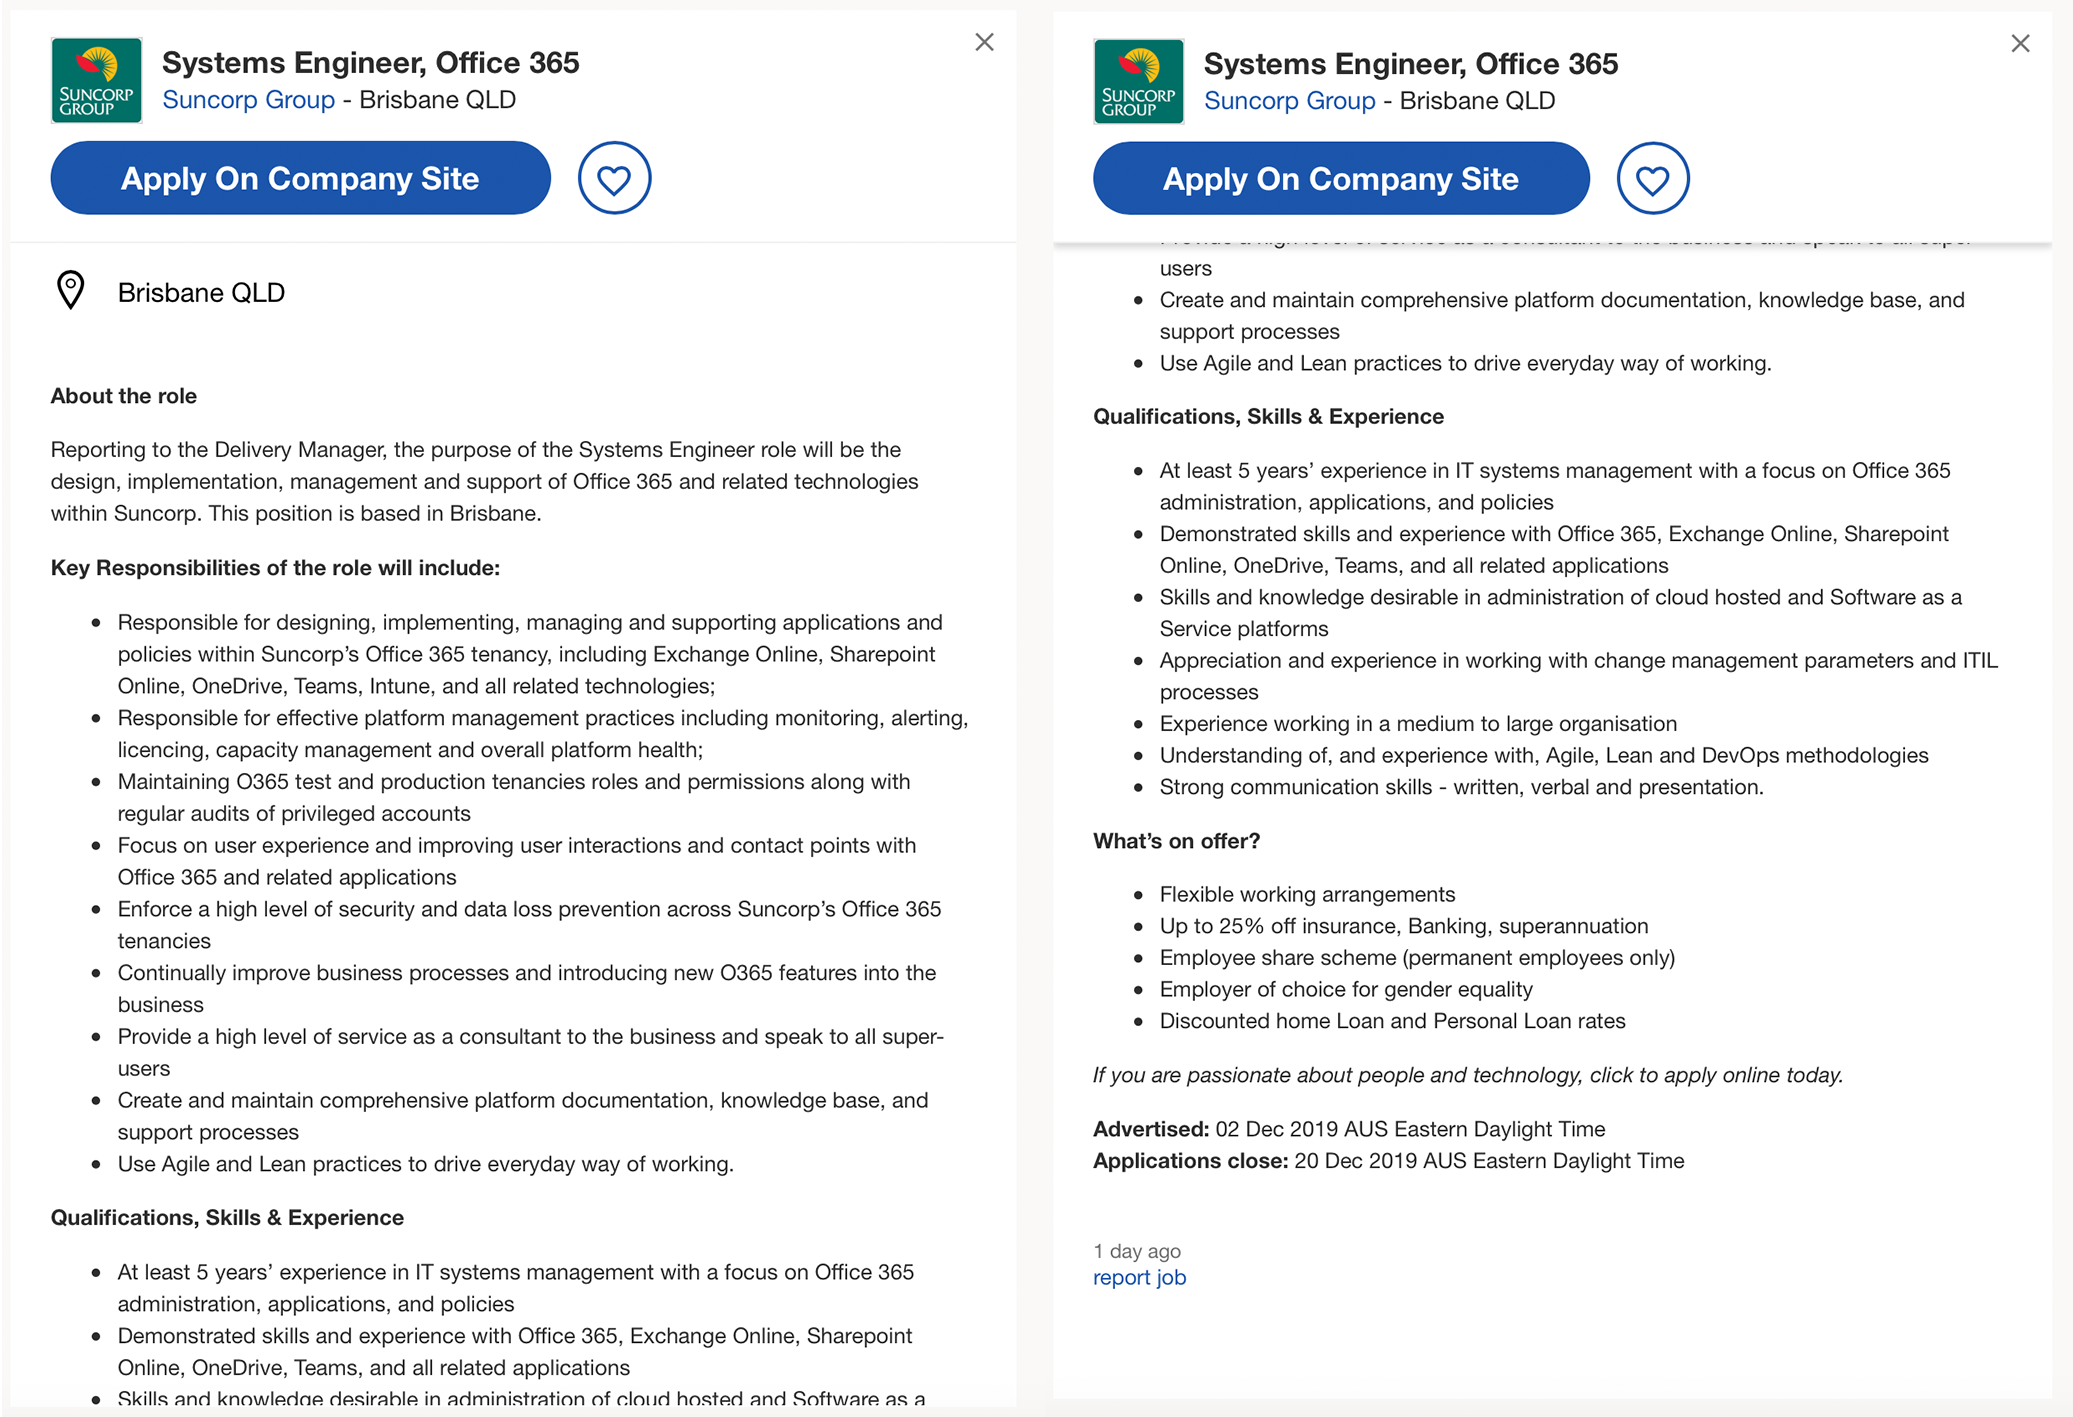 SUNCORP
GROUP
Systems Engineer, Office 365
Suncorp Group - Brisbane QLD
Apply On Company Site
Brisbane QLD
About the role
Reporting to the Delivery Manager, the purpose of the Systems Engineer role will be the
design, implementation, management and support of Office 365 and related technologies
within Suncorp. This position is based in Brisbane.
Key Responsibilities of the role will include:
• Responsible for designing, implementing, managing and supporting applications and
policies within Suncorp’s Office 365 tenancy, including Exchange Online, Sharepoint
Online, OneDrive, Teams, Intune, and all related technologies;
• Responsible for effective platform management practices including monitoring, alerting,
licencing, capacity management and overall platform health;
• Maintaining O365 test and production tenancies roles and permissions along with
regular audits of privileged accounts
• Focus on user experience and improving user interactions and contact points with
Office 365 and related applications
• Enforce a high level of security and data loss prevention across Suncorp’s Office 365
tenancies
• Continually improve business processes and introducing new O365 features into the
business
• Provide a high level of service as a consultant to the business and speak to all super-
users
• Create and maintain comprehensive platform documentation, knowledge base, and
support processes
• Use Agile and Lean practices to drive everyday way of working.
Qualifications, Skills & Experience
• At least 5 years’ experience in IT systems management with a focus on Office 365
administration, applications, and policies
• Demonstrated skills and experience with Office 365, Exchange Online, Sharepoint
Online, OneDrive, Teams, and all related applications
• Skills and knowledge desirable in administration of cloud hosted and Software as a
SUNCORP
GROUP
Systems Engineer, Office 365
Suncorp Group - Brisbane QLD
Apply On Company Site
Provide a high level of service as a consultant to the business and speak to all super-
users
• Create and maintain comprehensive platform documentation, knowledge base, and
support processes
• Use Agile and Lean practices to drive everyday way of working.
Qualifications, Skills & Experience
• At least 5 years’ experience in IT systems management with a focus on Office 365
administration, applications, and policies
• Demonstrated skills and experience with Office 365, Exchange Online, Sharepoint
Online, OneDrive, Teams, and all related applications
• Skills and knowledge desirable in administration of cloud hosted and Software as a
Service platforms
• Appreciation and experience in working with change management parameters and ITIL
processes
• Experience working in a medium to large organisation
• Understanding of, and experience with, Agile, Lean and DevOps methodologies
• Strong communication skills - written, verbal and presentation.
What’s on offer?
• Flexible working arrangements
• Up to 25% off insurance, Banking, superannuation
• Employee share scheme (permanent employees only)
• Employer of choice for gender equality
• Discounted home Loan and Personal Loan rates
If you are passionate about people and technology, click to apply online today.
Advertised: 02 Dec 2019 AUS Eastern Daylight Time
Applications close: 20 Dec 2019 AUS Eastern Daylight Time
1 day ago
report job